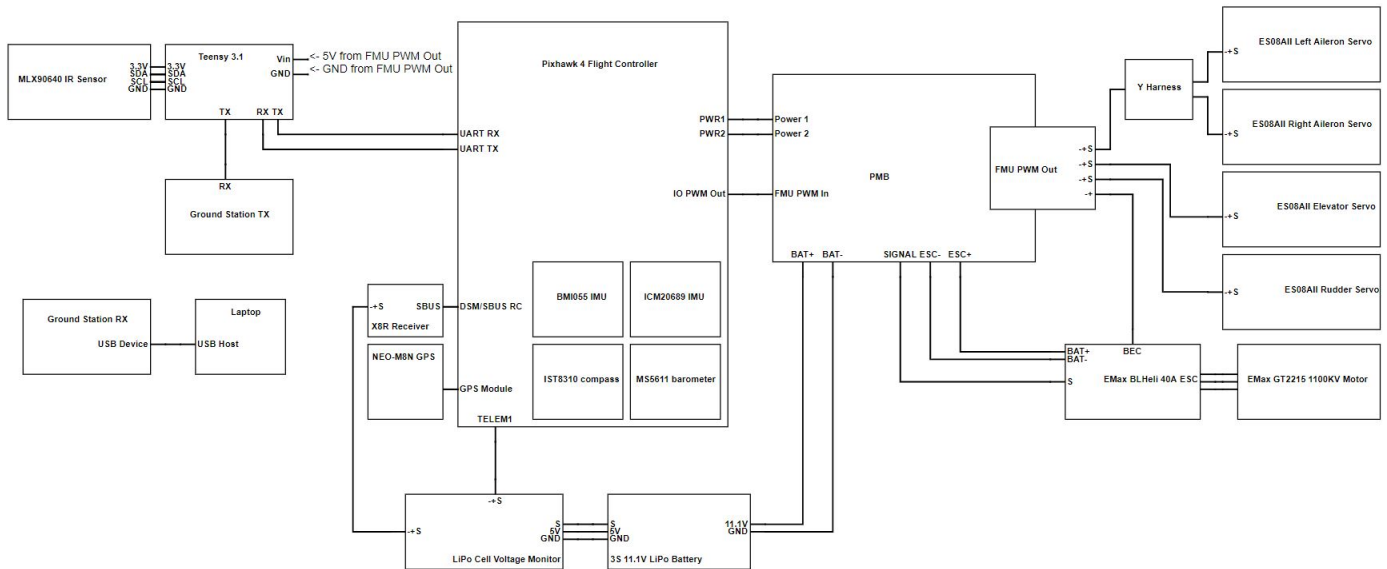 MLX90640 IR Sensor
3.3V
SDA
SCL
GND
Teensy 3.1
3.3V
SDA
SCL
GND
Vin
GND
TX
RX TX
<- 5V from FMU PWM Out
<- GND from FMU PWM Out
RX
Ground Station TX
Ground Station RX
USB Device
Laptop
USB Host
Pixhawk 4 Flight Controller
UART RX
UART TX
PWR1
PWR2
IO PWM Out
DSM/SBUS RC
GPS Module
TELEM1
BMI055 IMU
ICM20689 IMU
IST8310 compass
MS5611 barometer
-+S
SBUS
X8R Receiver
NEO-M8N GPS
-+S
-+S
S
5V
GND
LiPo Cell Voltage Monitor
S
5V
GND
11.1V
GND
3S 11.1V LiPo Battery
Power 1
Power 2
PMB
FMU PWM In
BAT+ BAT-
SIGNAL ESC- ESC+
FMU PWM Out
-+S
-+S
-+S
-+
Y Harness
ES08AII Left Aileron Servo
-+S
ES08AII Right Aileron Servo
-+S
ES08AII Elevator Servo
-+S
ES08AII Rudder Servo
-+S
BEC
BAT+
BAT-
S
EMax BLHeli 40A ESC
EMax GT2215 1100KV Motor